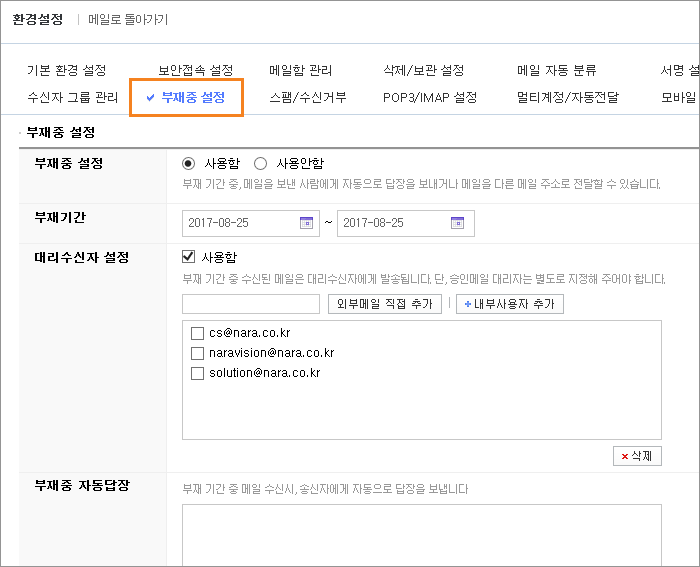 환경설정 | 메일로 돌아가기
기본 환경 설정 보안접속 설정 메일함 관리 삭제/보관 설정 메일 자동 분류 서명 설
수신자 그룹 관리 부재중 설정 스팸/수신거부 POP3/IMAP 설정 멀티계정/자동전달 모바일
부재중 설정
부재중 설정 사용함 사용안함
부재 기간 중, 메일을 보낸 사람에게 자동으로 답장을 보내거나 메일을 다른 메일 주소로 전달할 수 있습니다.
부재기간 2017-08-25 ~ 2017-08-25
대리수신자 설정 사용함
부재 기간 중 수신된 메일은 대리수신자에게 발송됩니다. 단, 승인메일 대리자는 별도로 지정해 주어야 합니다.
외부메일 직접 추가 | +내부사용자 추가
cs@nara.co.kr
naravision@nara.co.kr
solution@nara.co.kr
× 삭제
부재중 자동답장 부재 기간 중 메일 수신시, 송신자에게 자동으로 답장을 보냅니다